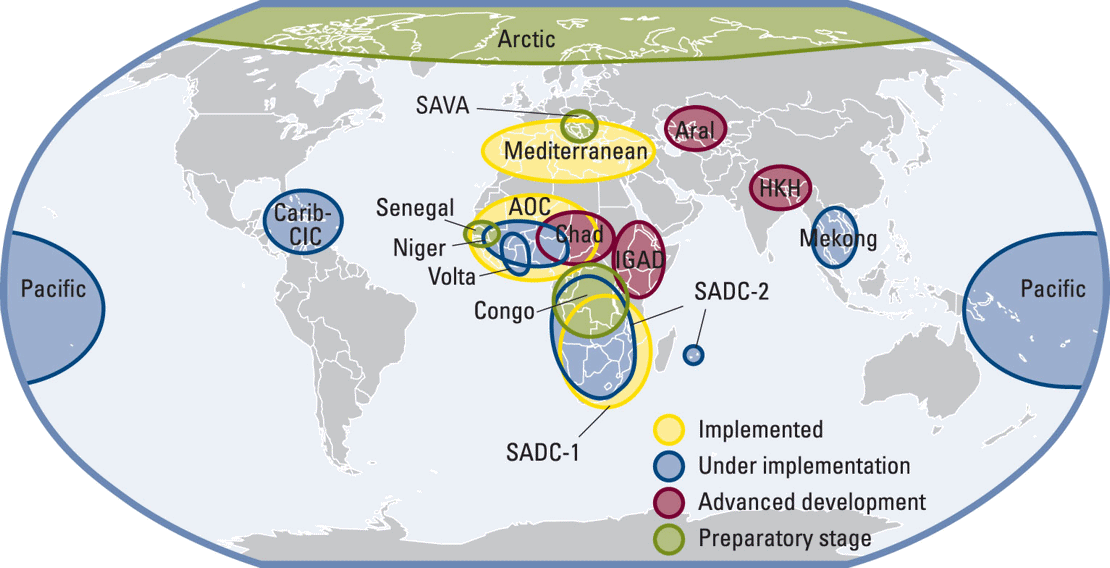 Arctic
SAVA
Aral
Mediterranean
HKH
Senegal
AOC
Carib-
CIC
Chad
Niger
Mekong
IGAD
Volta
Pacific
Pacific
SADC-2
Congo
Implemented
SADC-1
Under implementation
Advanced development
Preparatory stage